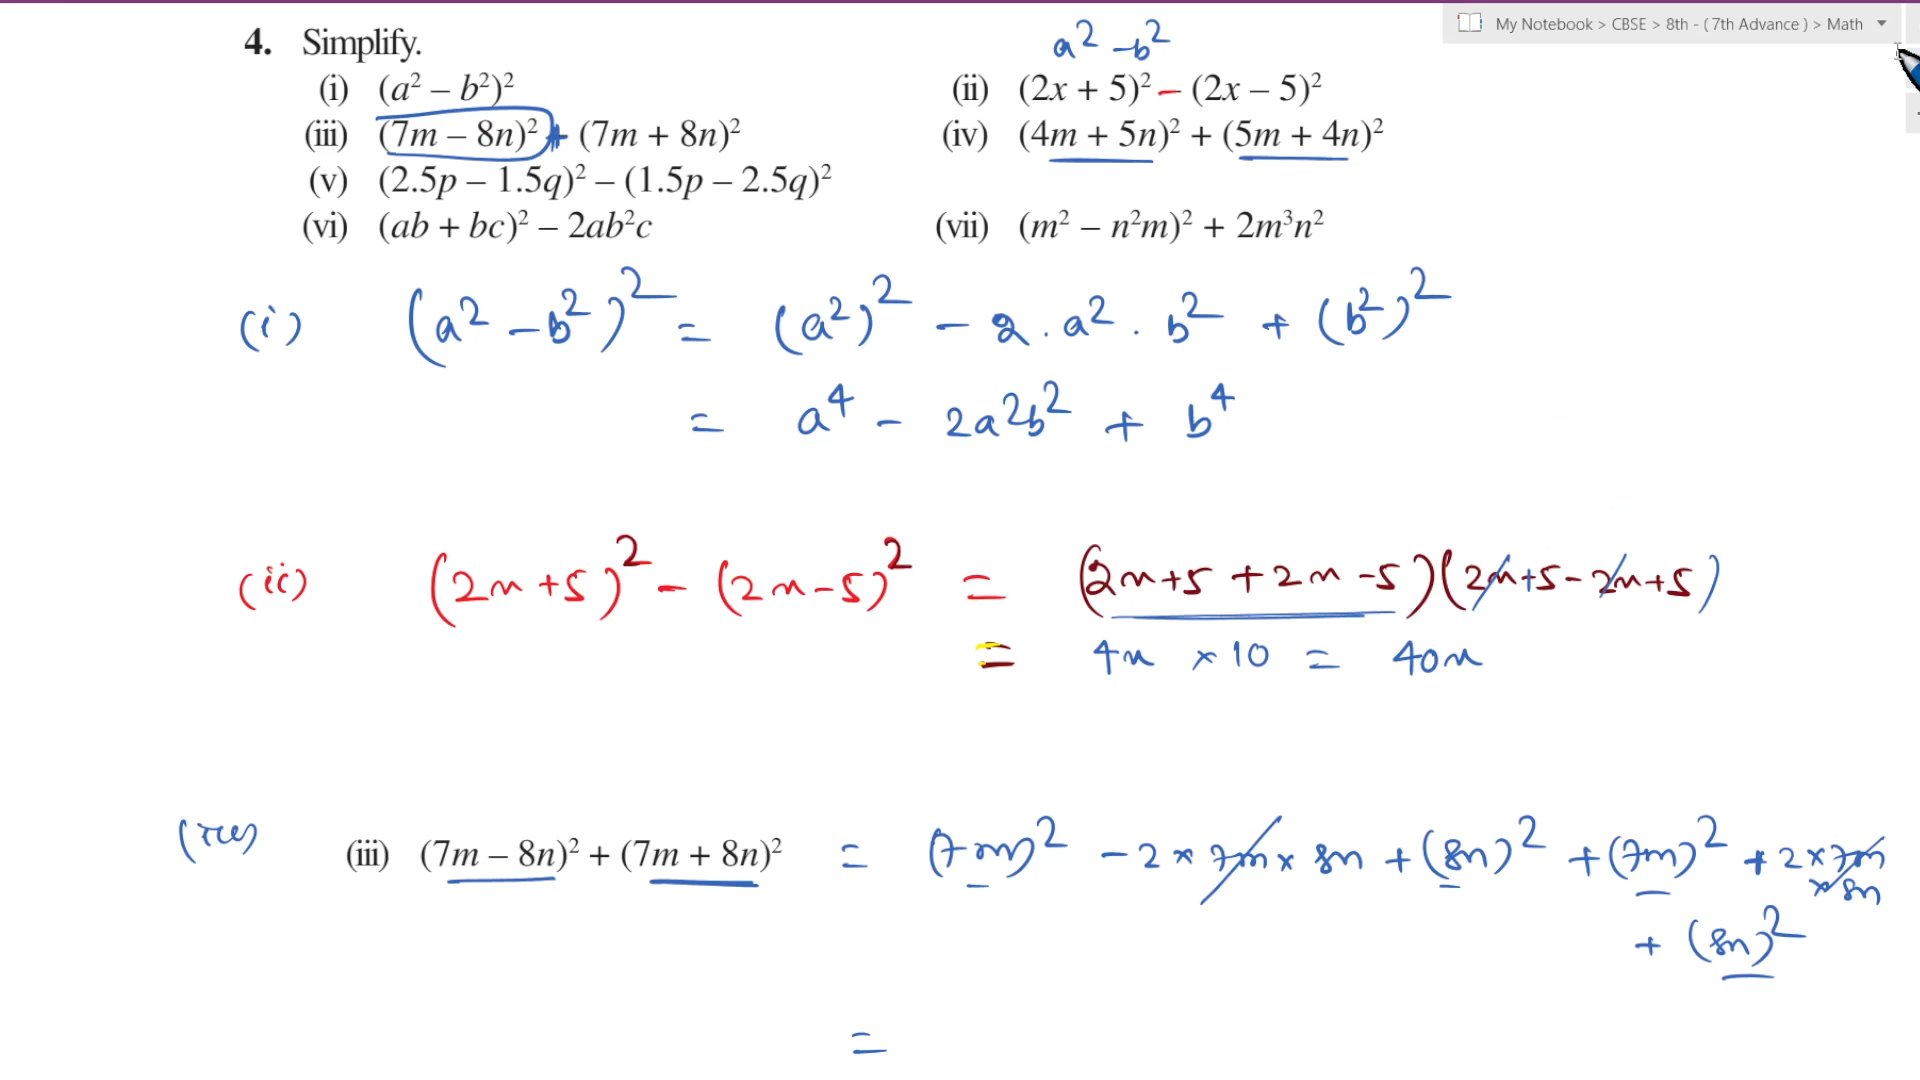 My Notebook > CBSE > 8th - ( 7th Advance ) > Math
a² - b²
4. Simplify.
(i) (a² – b²)²
(ii) (2x + 5)² – (2x – 5)²
(iii) (7m – 8n)² + (7m + 8n)²
(iv) (4m + 5n)² + (5m + 4n)²
(v) (2.5p – 1.5q)² – (1.5p – 2.5q)²
(vi) (ab + bc)² – 2ab²c
(vii) (m² – n²m)² + 2m³n²
(i) (a² - b²)² = (a²)² - 2 . a² . b² + (b²)²
= a⁴ - 2a²b² + b⁴
(ii) (2x+5)² - (2x-5)² = (2x+5 + 2x-5)(2x+5-2x+5)
= 4x × 10 = 40x
(iii) (7m – 8n)² + (7m + 8n)² = (7m)² - 2 × 7m × 8n + (8n)² + (7m)² + 2 × 7m
× 8n
+ (8n)²
=